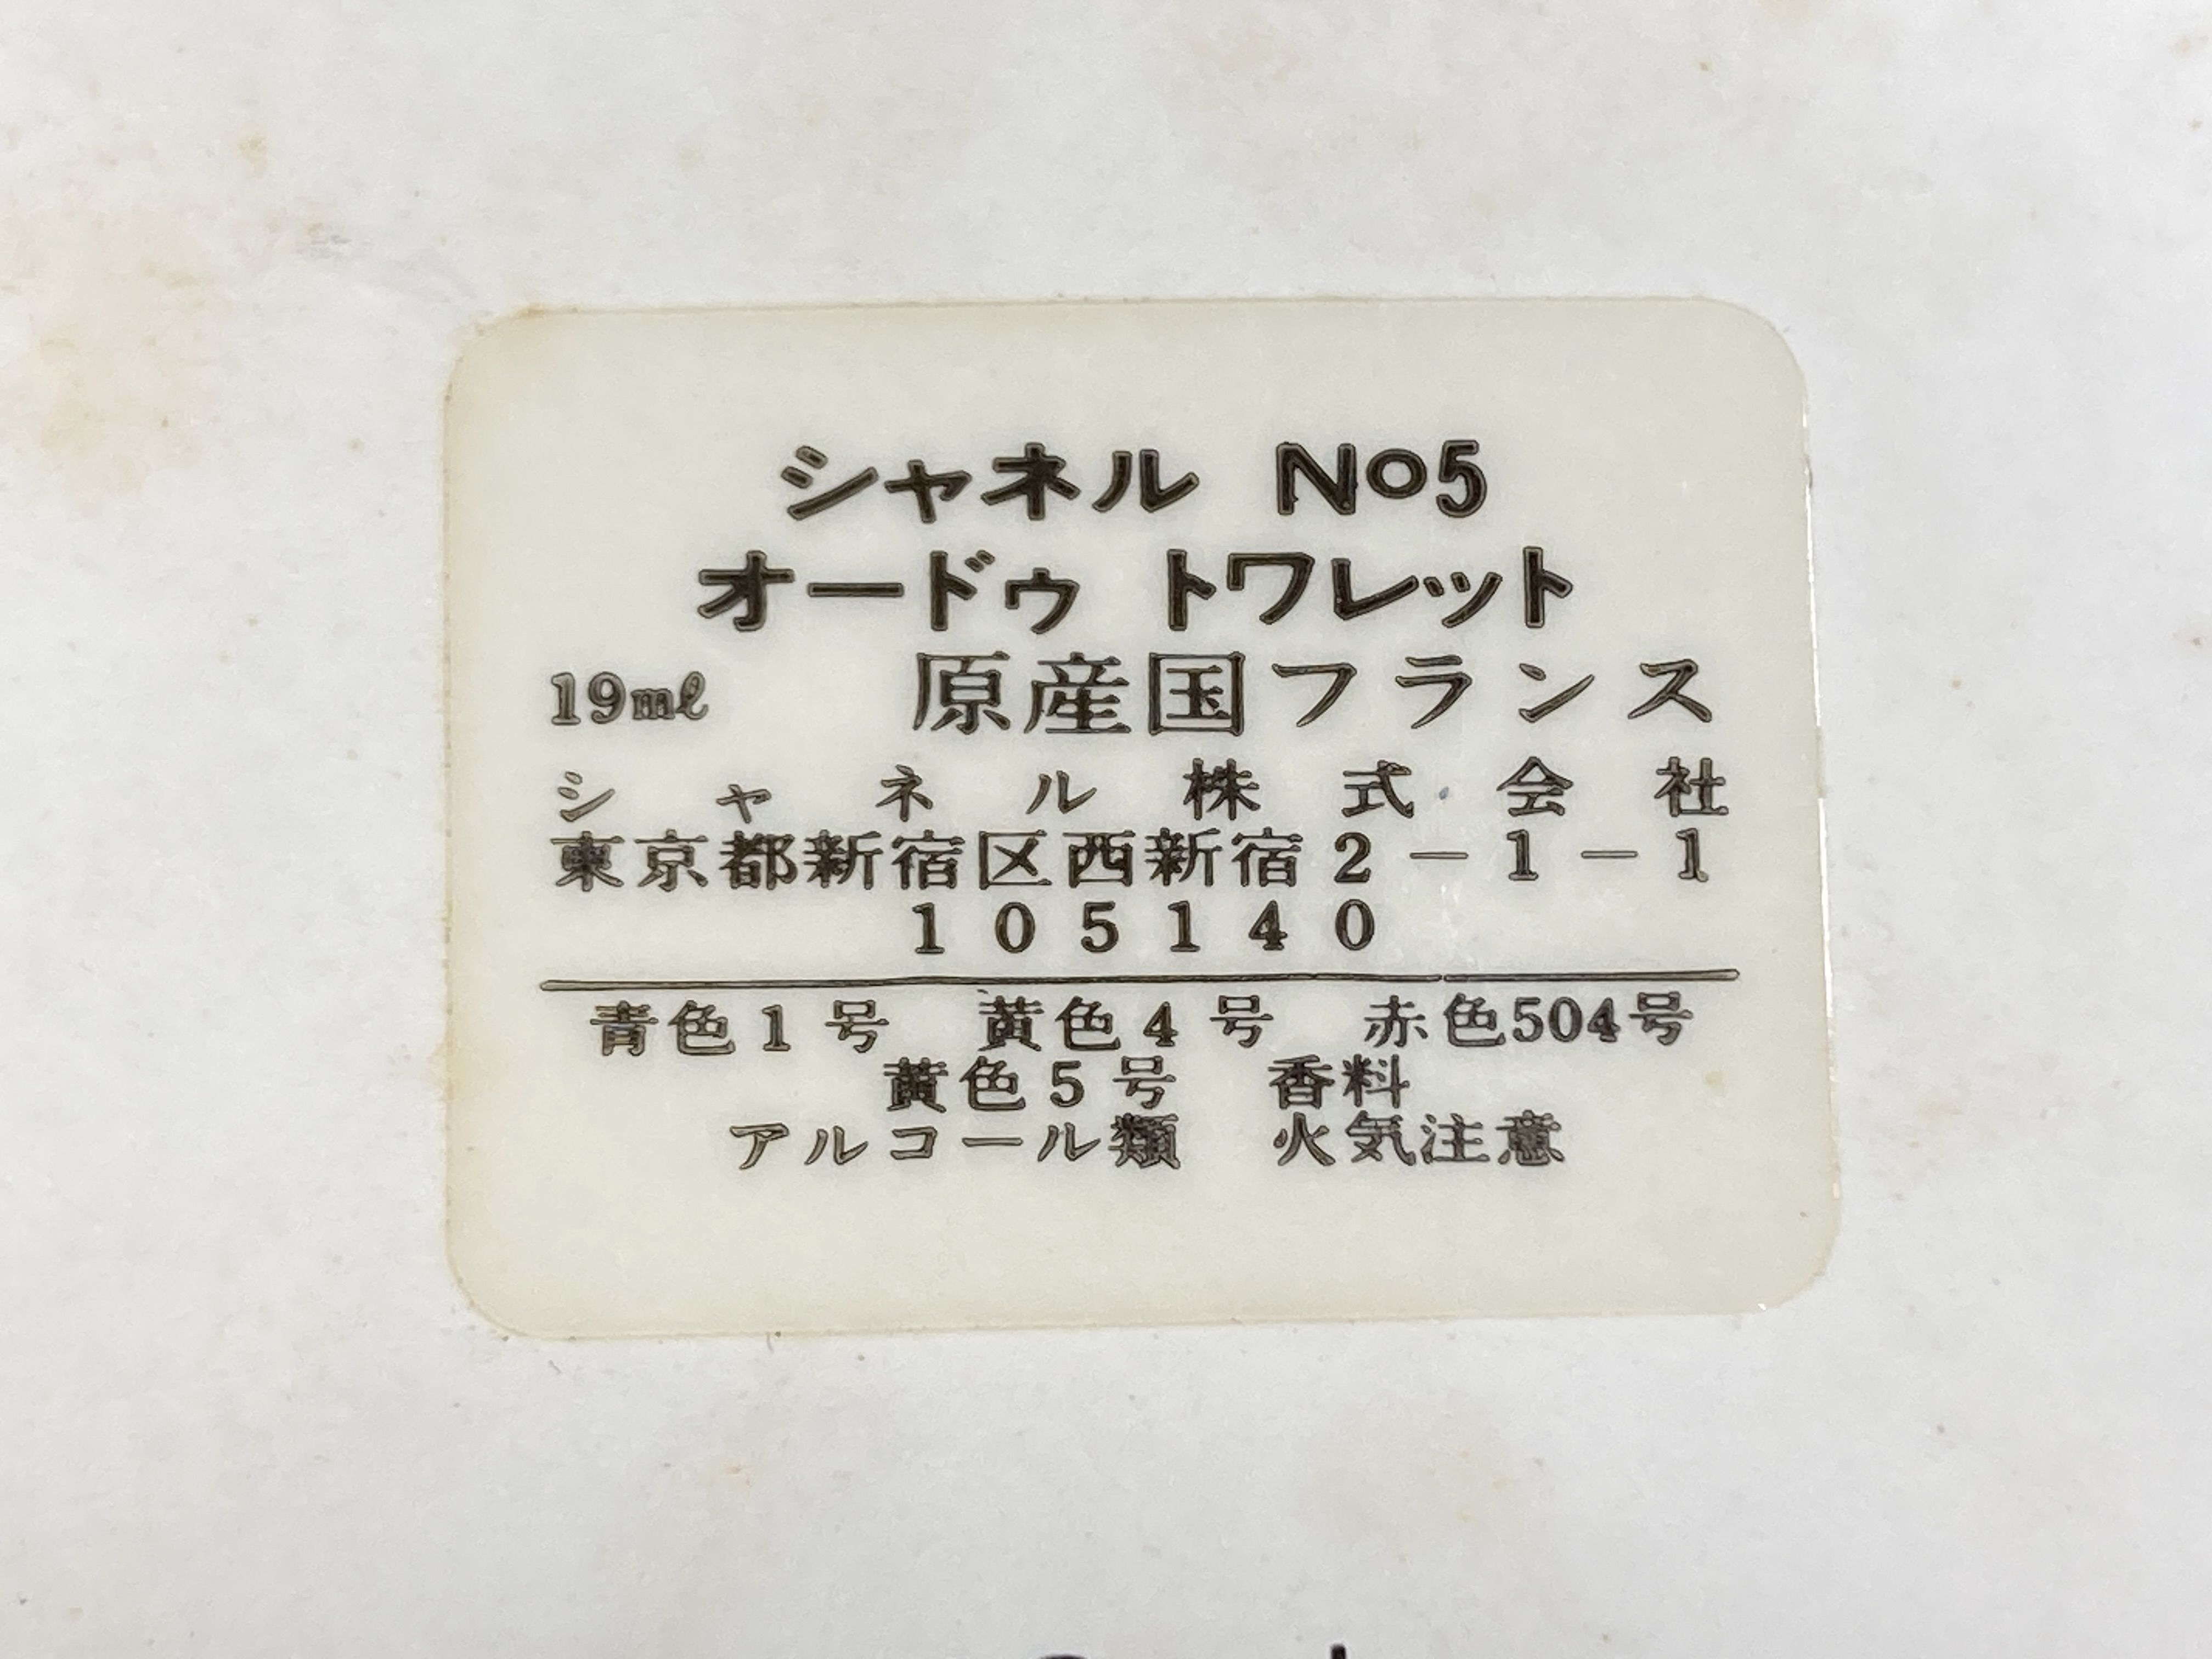 シャネル No5
オードゥ トワレット
19mℓ 原産国フランス
シャネル株式会社
東京都新宿区西新宿2-1-1
105140
青色1号 黄色4号 赤色504号
黄色5号 香料
アルコール類 火気注意